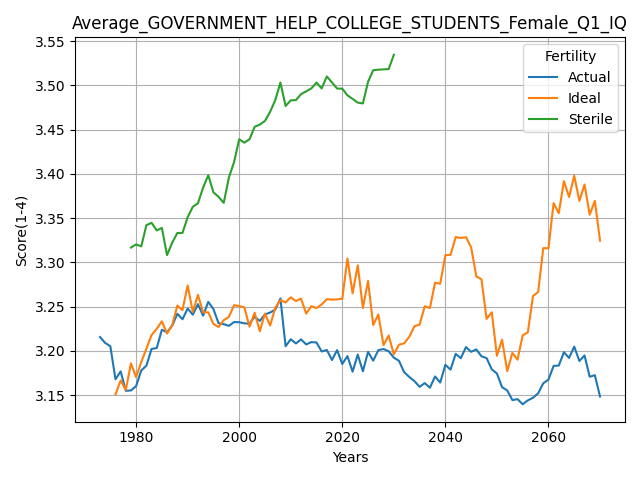 Average_GOVERNMENT_HELP_COLLEGE_STUDENTS_Female_Q1_IQ
3.55
3.50
3.45
3.40
3.35
3.30
3.25
3.20
3.15
Score(1-4)
Fertility
Actual
Ideal
Sterile
1980
2000
2020
2040
2060
Years